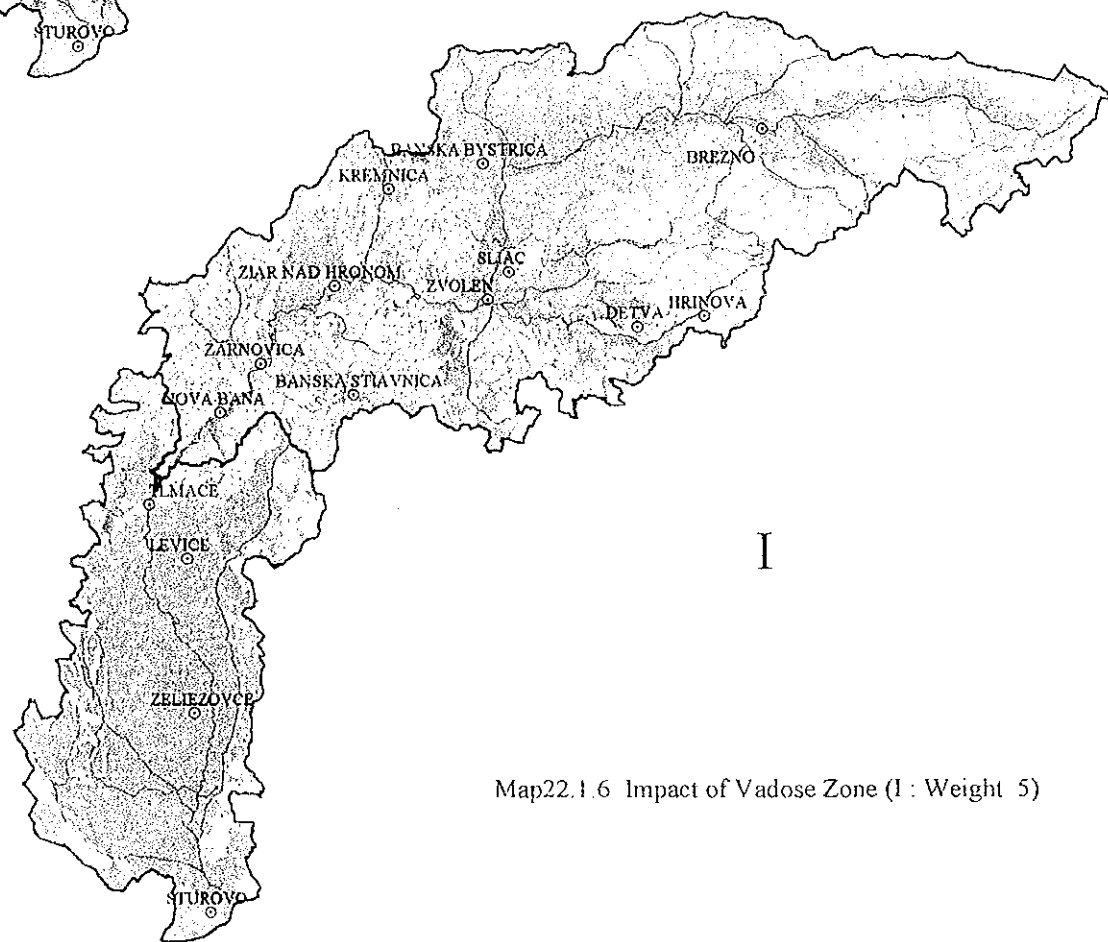 STUROVO
BANSKA BYSTRICA
BREZNO
KREMNICA
SLIAC
ZIAR NAD HRONOM
ZVOLEN
HRINOVA
DETVA
ZARNOVICA
BANSKA STIAVNICA
NOVA BANA
TLMACE
LEVICE
I
ZELIEZOVCE
Map22.1.6 Impact of Vadose Zone (I : Weight 5)
STUROVO